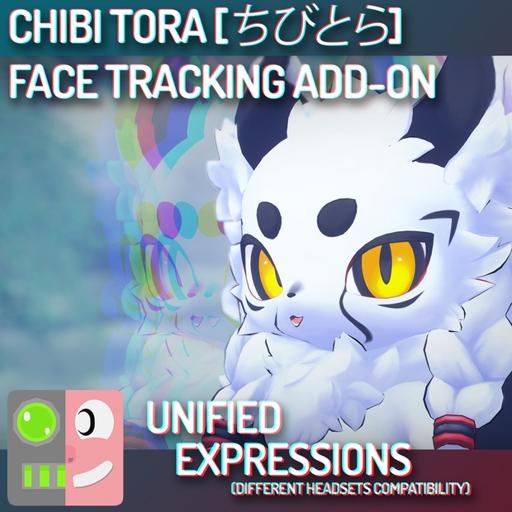 CHIBI TORA [ちびとら]
FACE TRACKING ADD-ON
UNIFIED
EXPRESSIONS
(DIFFERENT HEADSETS COMPATIBILITY)